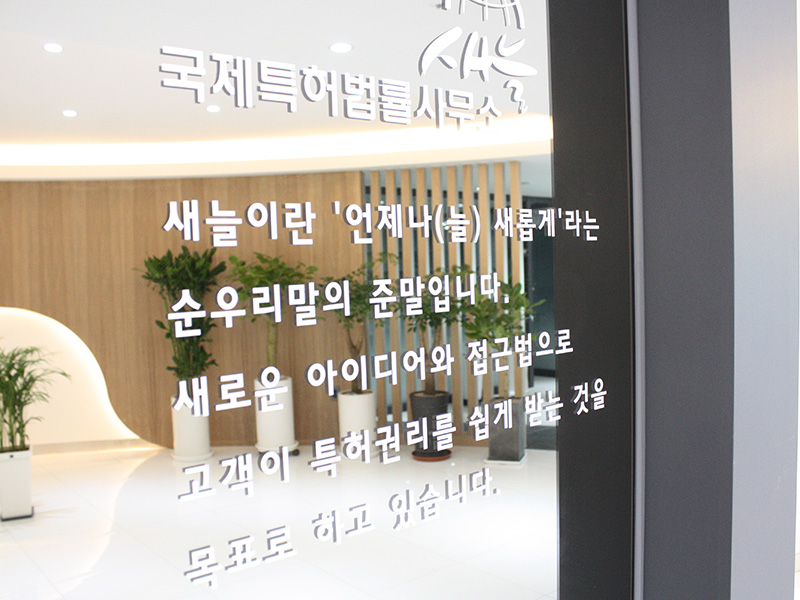 새늘
국제특허법률사무소
새늘이란 '언제나(늘) 새롭게'라는
순우리말의 준말입니다.
새로운 아이디어와 접근법으로
고객이 특허권리를 쉽게 받는 것을
목표로 하고 있습니다.